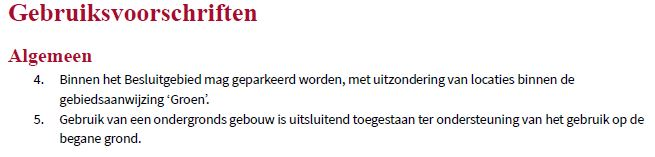 Gebruiksvoorschriften
Algemeen
4. Binnen het Besluitgebied mag geparkeerd worden, met uitzondering van locaties binnen de
gebiedsaanwijzing ‘Groen’.
5. Gebruik van een ondergronds gebouw is uitsluitend toegestaan ter ondersteuning van het gebruik op de
begane grond.